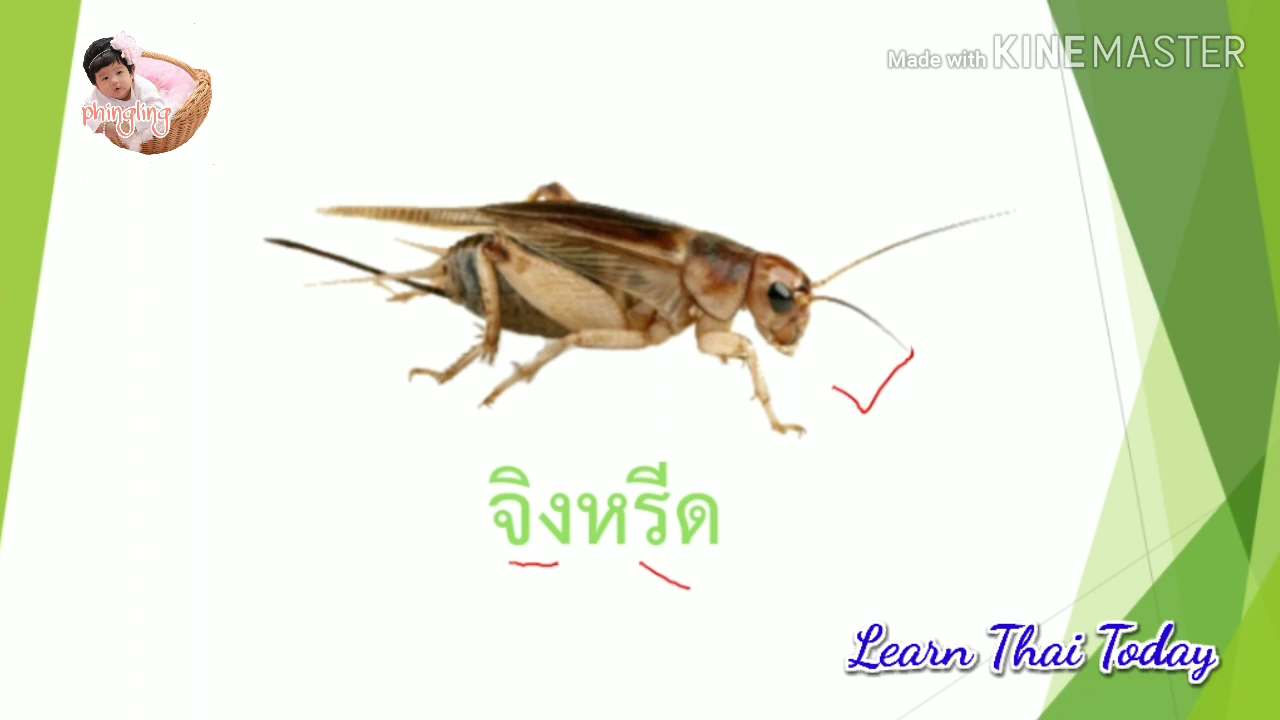 Made with KINEMASTER
phingling
จิงหรีด
Learn Thai Today